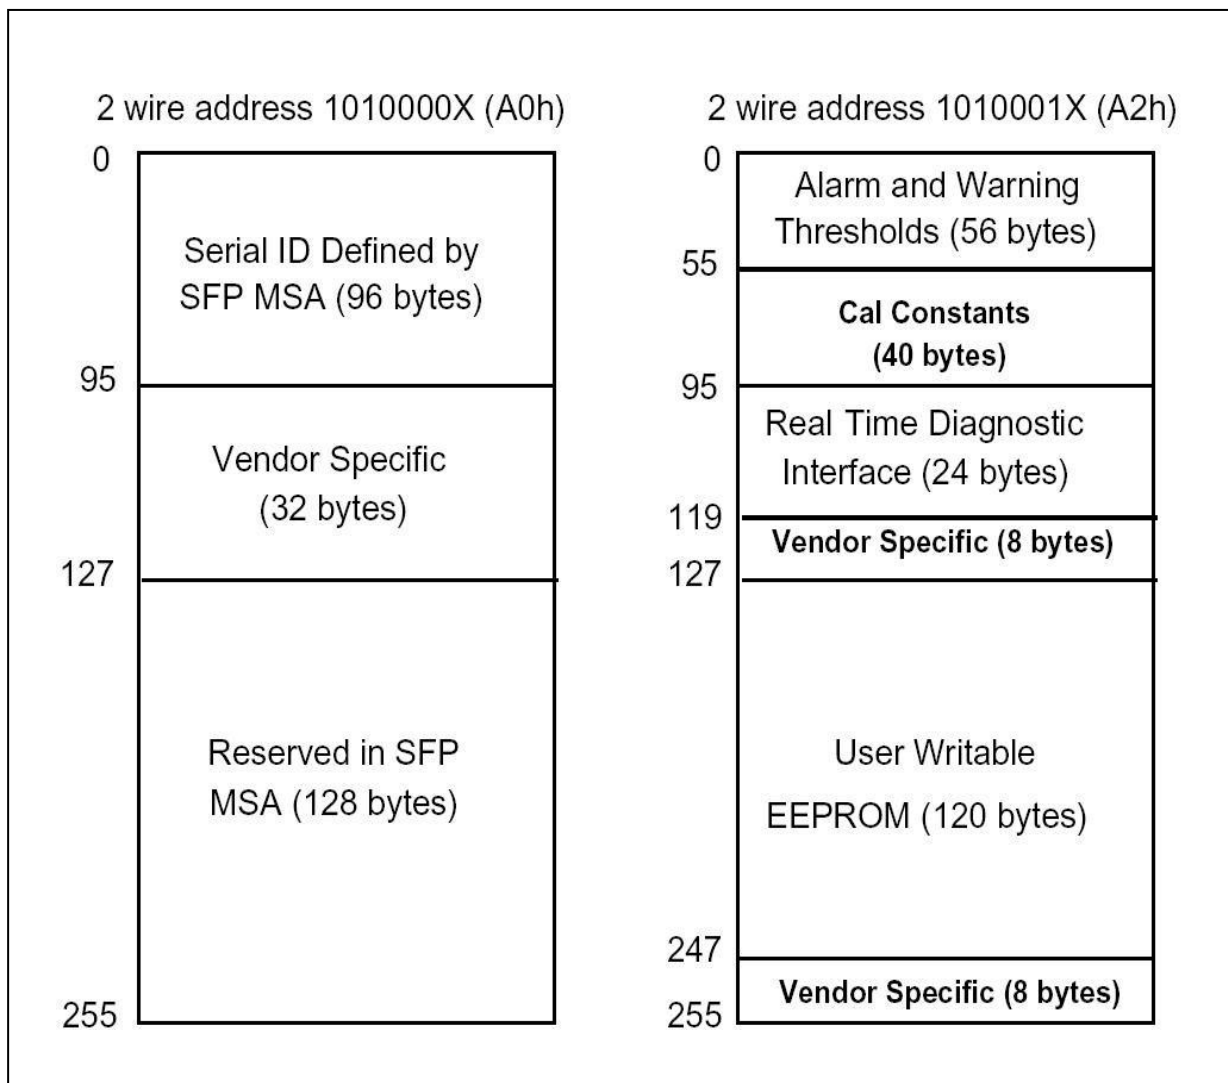 2 wire address 1010000X (A0h)
0
Serial ID Defined by
SFP MSA (96 bytes)
95
Vendor Specific
(32 bytes)
127
Reserved in SFP
MSA (128 bytes)
255
2 wire address 1010001X (A2h)
0
Alarm and Warning
Thresholds (56 bytes)
55
Cal Constants
(40 bytes)
95
Real Time Diagnostic
Interface (24 bytes)
119
Vendor Specific (8 bytes)
127
User Writable
EEPROM (120 bytes)
247
Vendor Specific (8 bytes)
255